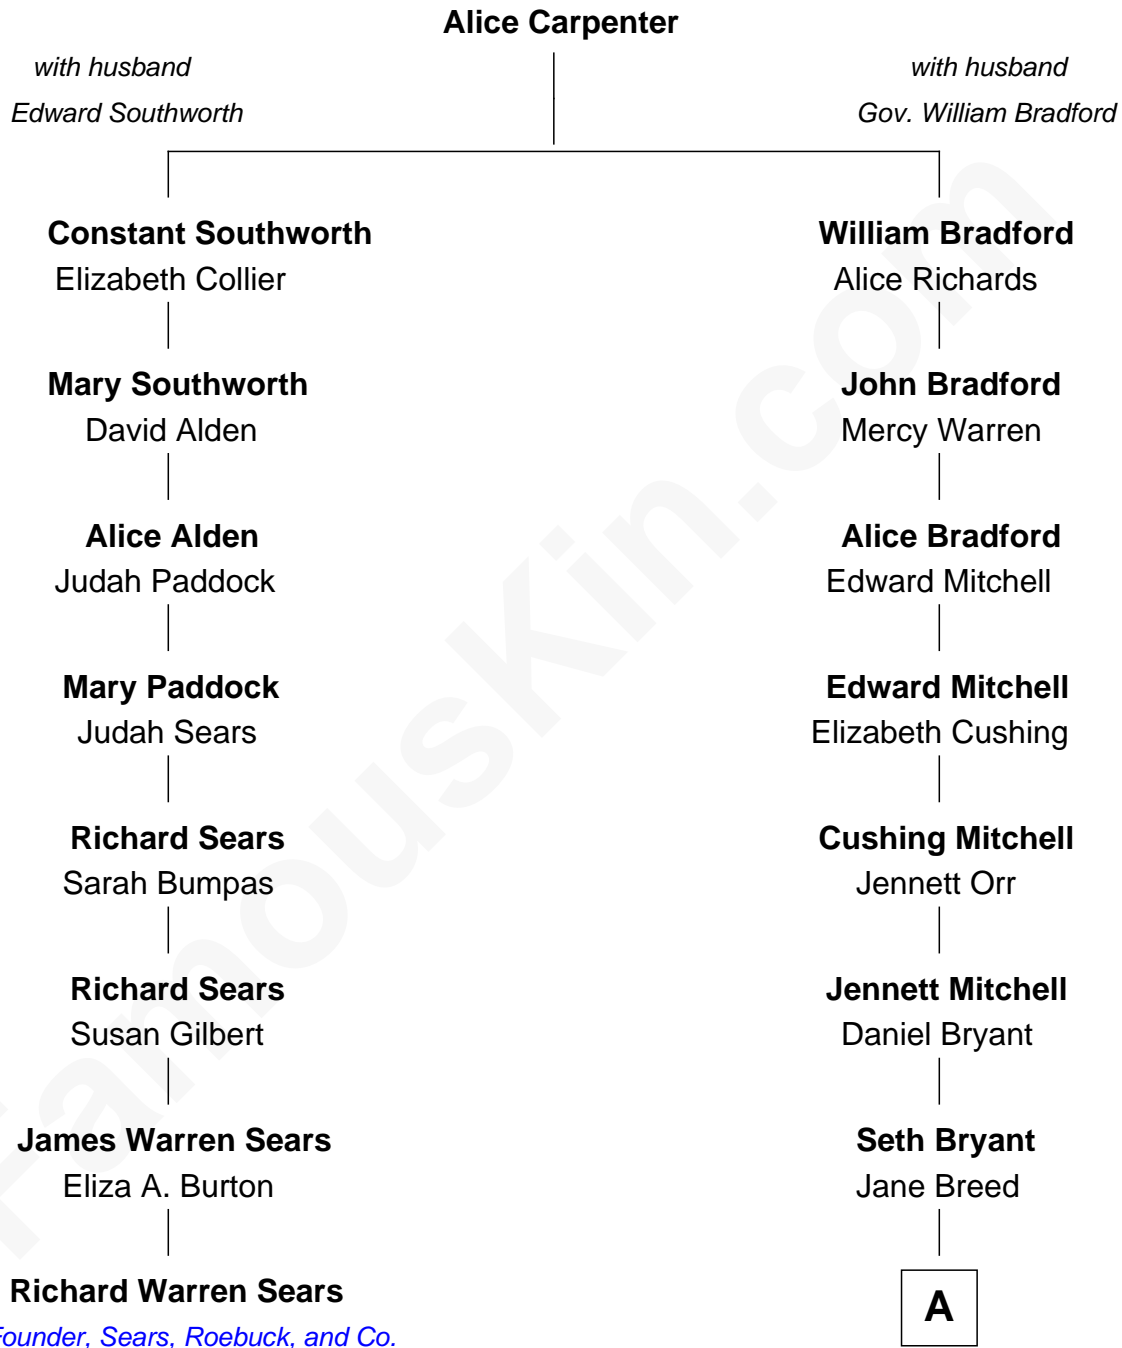 Alice Carpenter
with husband
Edward Southworth
with husband
Gov. William Bradford
Constant Southworth
Elizabeth Collier
William Bradford
Alice Richards
Mary Southworth
David Alden
John Bradford
Mercy Warren
Alice Alden
Judah Paddock
Alice Bradford
Edward Mitchell
Mary Paddock
Judah Sears
Edward Mitchell
Elizabeth Cushing
Richard Sears
Sarah Bumpas
Cushing Mitchell
Jennett Orr
Richard Sears
Susan Gilbert
Jennett Mitchell
Daniel Bryant
James Warren Sears
Eliza A. Burton
Seth Bryant
Jane Breed
Richard Warren Sears
Founder, Sears, Roebuck, and Co.
A
FamousKin.com